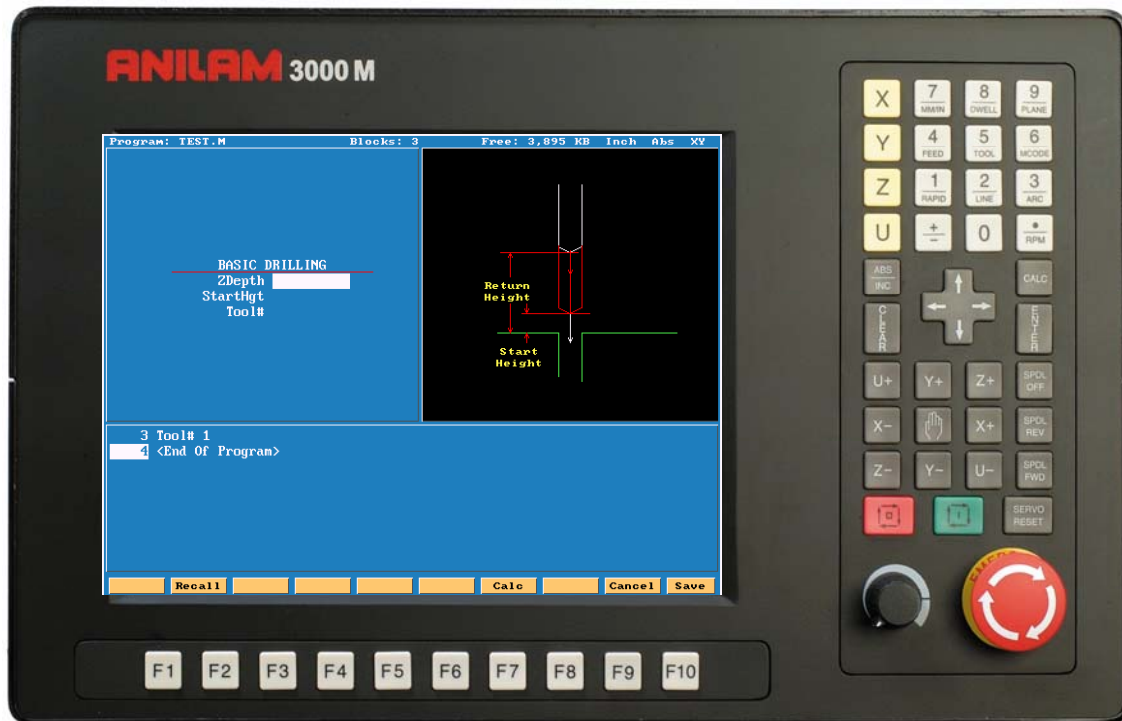 ANILAM 3000 M
Program: TEST.M Blocks: 3 Free: 3,895 KB Inch Abs XY
BASIC DRILLING
ZDepth
StartHgt
Tool#
Return
Height
Start
Height
3 Tool# 1
4 <End Of Program>
Recall Calc Cancel Save
F1 F2 F3 F4 F5 F6 F7 F8 F9 F10
X 7 8 9
MM/IN DWELL PLANE
Y 4 5 6
FEED TOOL MCODE
Z 1 2 3
RAPID LINE ARC
U + − 0 •
RPM
ABS
INC
CALC
CLEAR
ENTER
U+ Y+ Z+ SPDL
OFF
X− X+ SPDL
REV
Z− Y− U− SPDL
FWD
SERVO
RESET